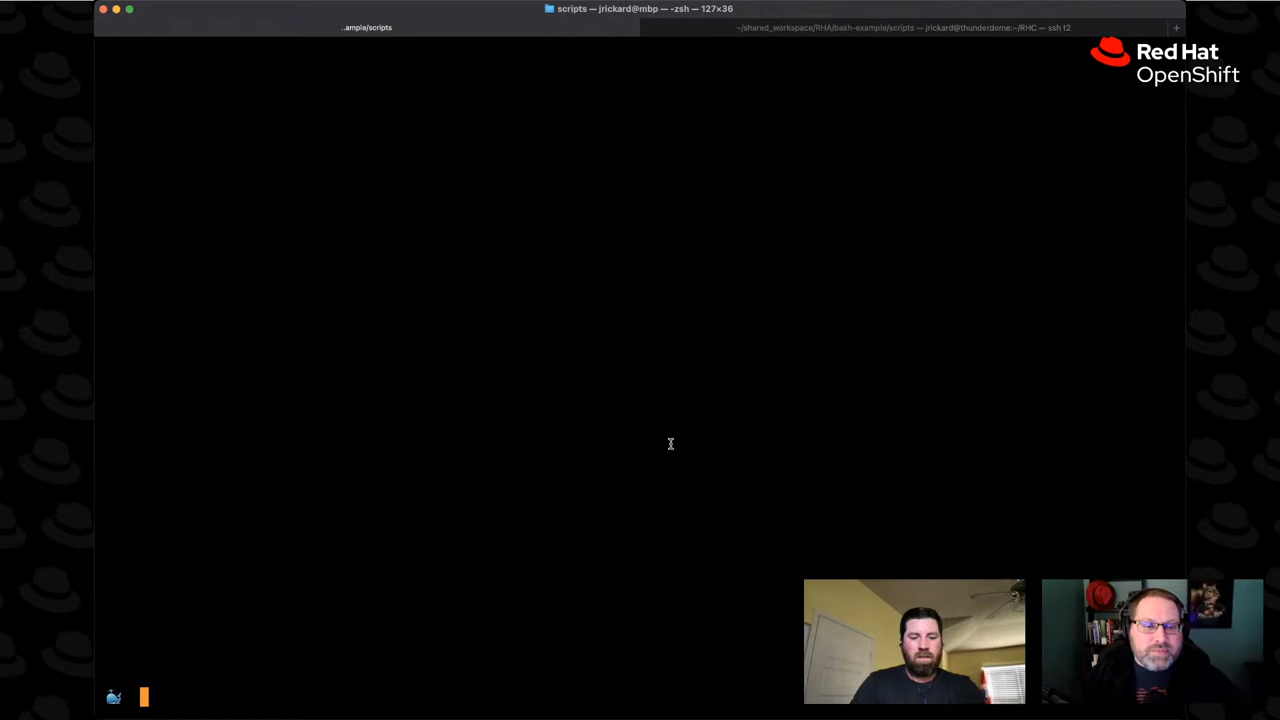 scripts — jrickard@mbp — -zsh — 127×36
..ample/scripts
~/shared_workspace/RHA/bash-example/scripts — jrickard@thunderdome:~/RHC — ssh t2
+
Red Hat
OpenShift